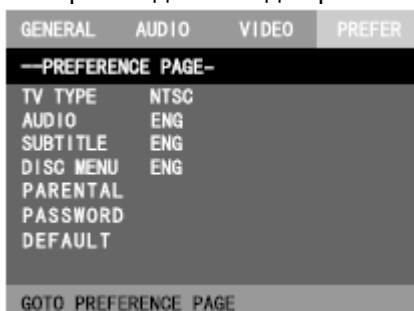 GENERAL AUDIO VIDEO PREFER
--PREFERENCE PAGE-
TV TYPE NTSC
AUDIO ENG
SUBTITLE ENG
DISC MENU ENG
PARENTAL
PASSWORD
DEFAULT
GOTO PREFERENCE PAGE